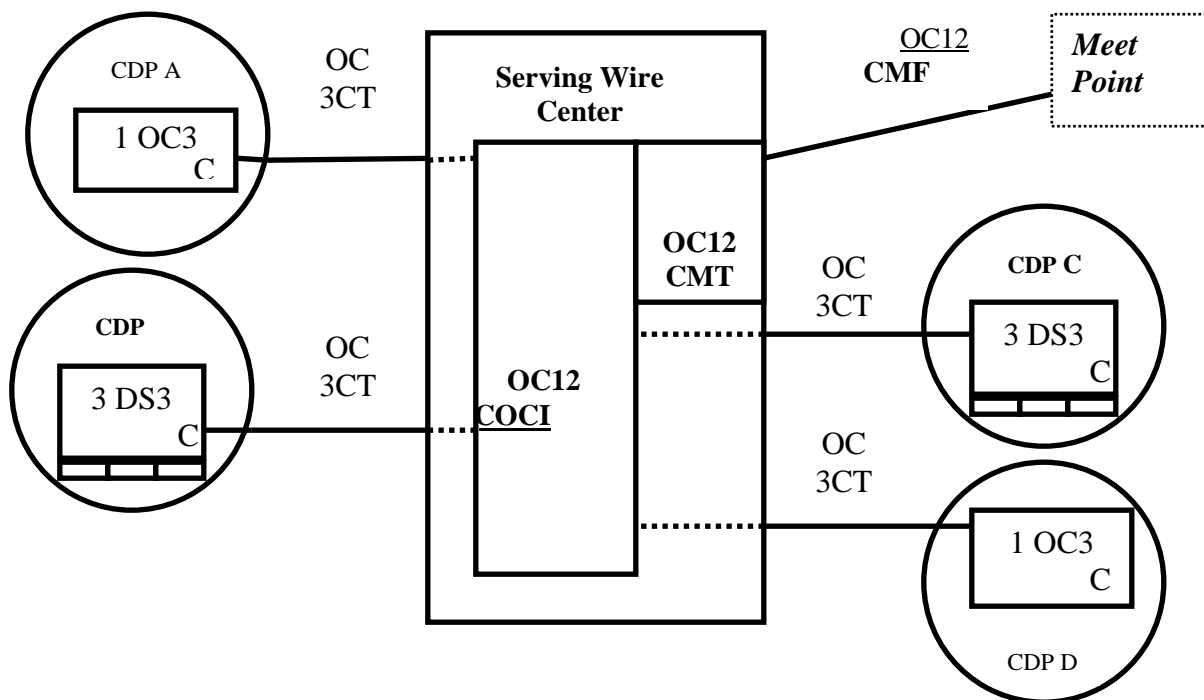 CDP A
1 OC3
C
OC
3CT
Serving Wire
Center
OC12
CMF
Meet
Point
OC12
CMT
CDP
3 DS3
C
OC
3CT
OC12
COCI
OC
3CT
CDP C
3 DS3
C
OC
3CT
1 OC3
C
CDP D